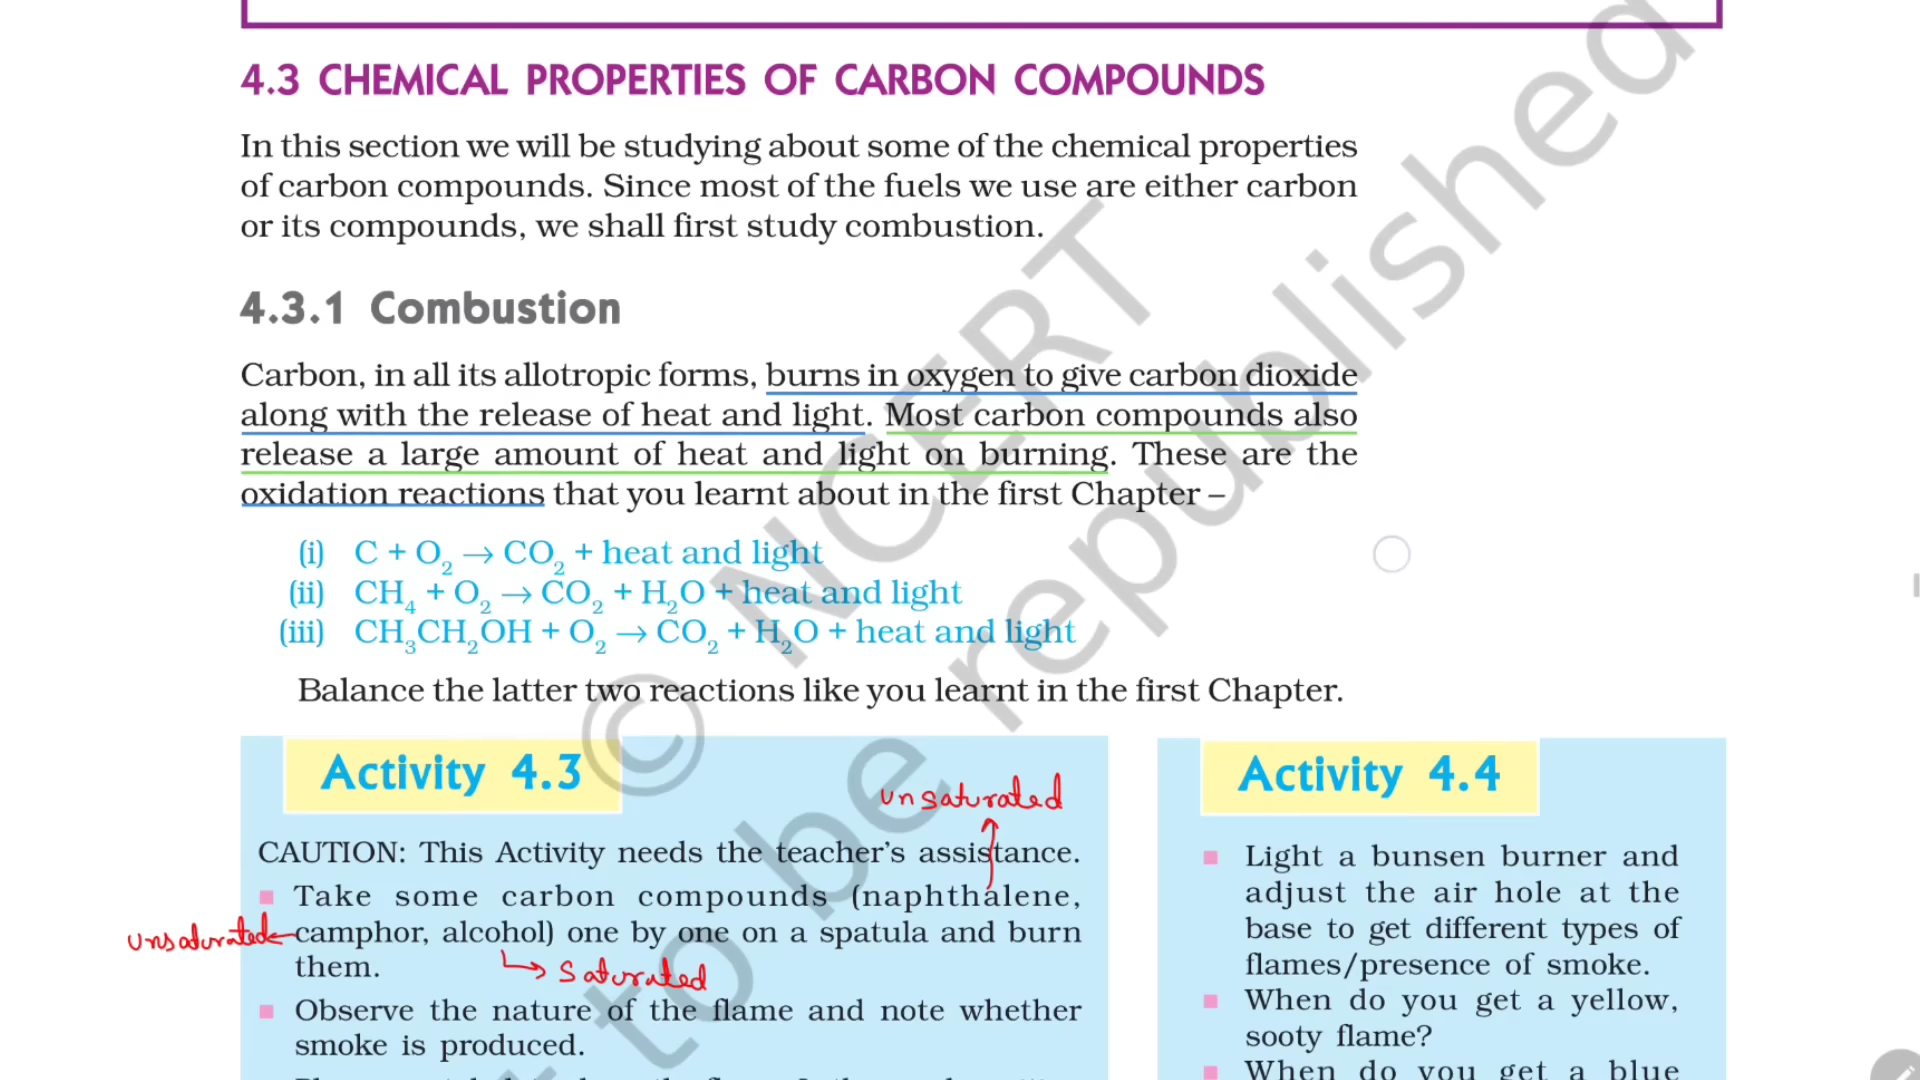 4.3 CHEMICAL PROPERTIES OF CARBON COMPOUNDS
In this section we will be studying about some of the chemical properties
of carbon compounds. Since most of the fuels we use are either carbon
or its compounds, we shall first study combustion.
4.3.1 Combustion
Carbon, in all its allotropic forms, burns in oxygen to give carbon dioxide
along with the release of heat and light. Most carbon compounds also
release a large amount of heat and light on burning. These are the
oxidation reactions that you learnt about in the first Chapter –
(i) C + O₂ → CO₂ + heat and light
(ii) CH₄ + O₂ → CO₂ + H₂O + heat and light
(iii) CH₃CH₂OH + O₂ → CO₂ + H₂O + heat and light
Balance the latter two reactions like you learnt in the first Chapter.
Activity 4.3
unsaturated
CAUTION: This Activity needs the teacher's assistance.
Take some carbon compounds (naphthalene,
unsaturated
camphor, alcohol) one by one on a spatula and burn
them.
saturated
Observe the nature of the flame and note whether
smoke is produced.
Activity 4.4
Light a bunsen burner and
adjust the air hole at the
base to get different types of
flames/presence of smoke.
When do you get a yellow,
sooty flame?
When do you get a blue
© NCERT
to be republished